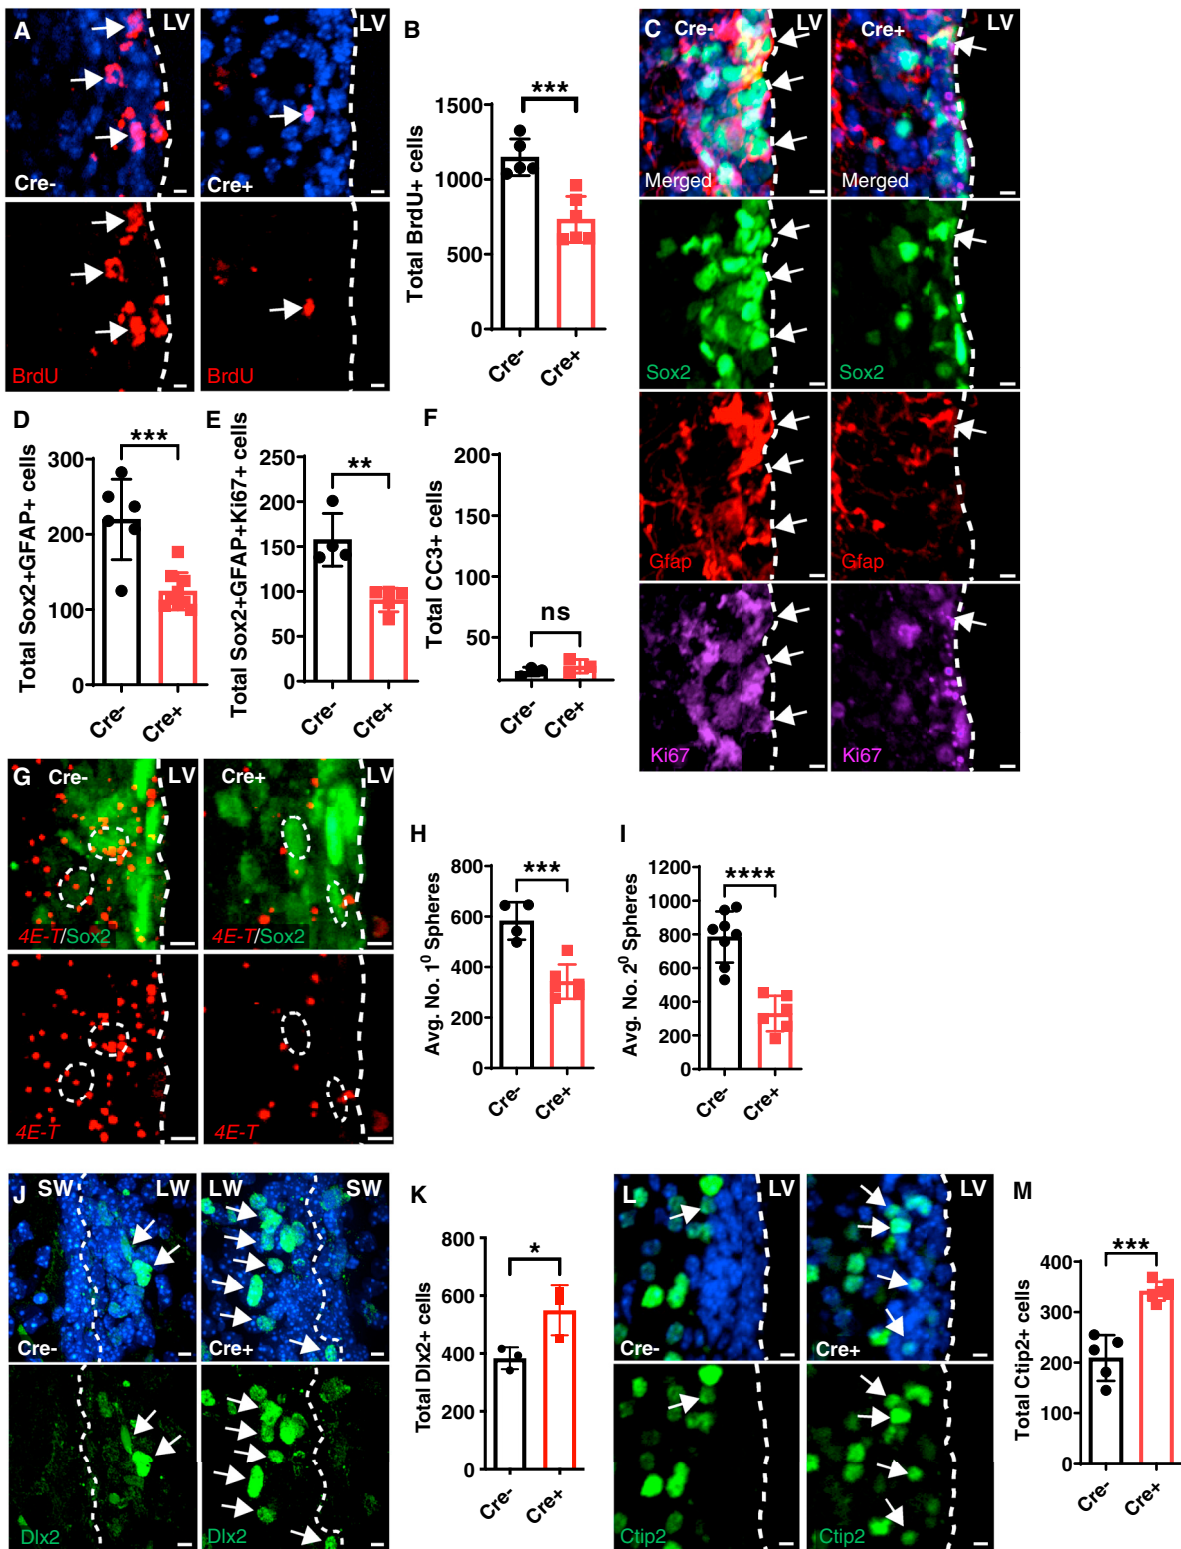 A
LV
LV
Cre-
Cre+
BrdU
BrdU
B
Total BrdU+ cells
1500
1000
500
0
***
Cre-
Cre+
C
Cre-
Cre+
Merged
Merged
Sox2
Sox2
Gfap
Gfap
Ki67
Ki67
D
Total Sox2+GFAP+ cells
300
200
100
0
***
Cre-
Cre+
E
Total Sox2+GFAP+Ki67+ cells
250
200
150
100
50
0
**
Cre-
Cre+
F
Total CC3+ cells
200
100
50
ns
Cre-
Cre+
G
Cre-
LV
Cre+
LV
4E-T/Sox2
4E-T/Sox2
4E-T
4E-T
H
Avg. No. 1⁰ Spheres
800
600
400
200
0
***
Cre-
Cre+
I
Avg. No. 2⁰ Spheres
1200
1000
800
600
400
200
0
****
Cre-
Cre+
J
SW
LW
LW
SW
Cre-
Cre+
Dlx2
Dlx2
K
Total Dlx2+ cells
800
600
400
200
0
*
Cre-
Cre+
L
LV
LV
Cre-
Cre+
Ctip2
Ctip2
M
Total Ctip2+ cells
400
300
200
100
0
***
Cre-
Cre+